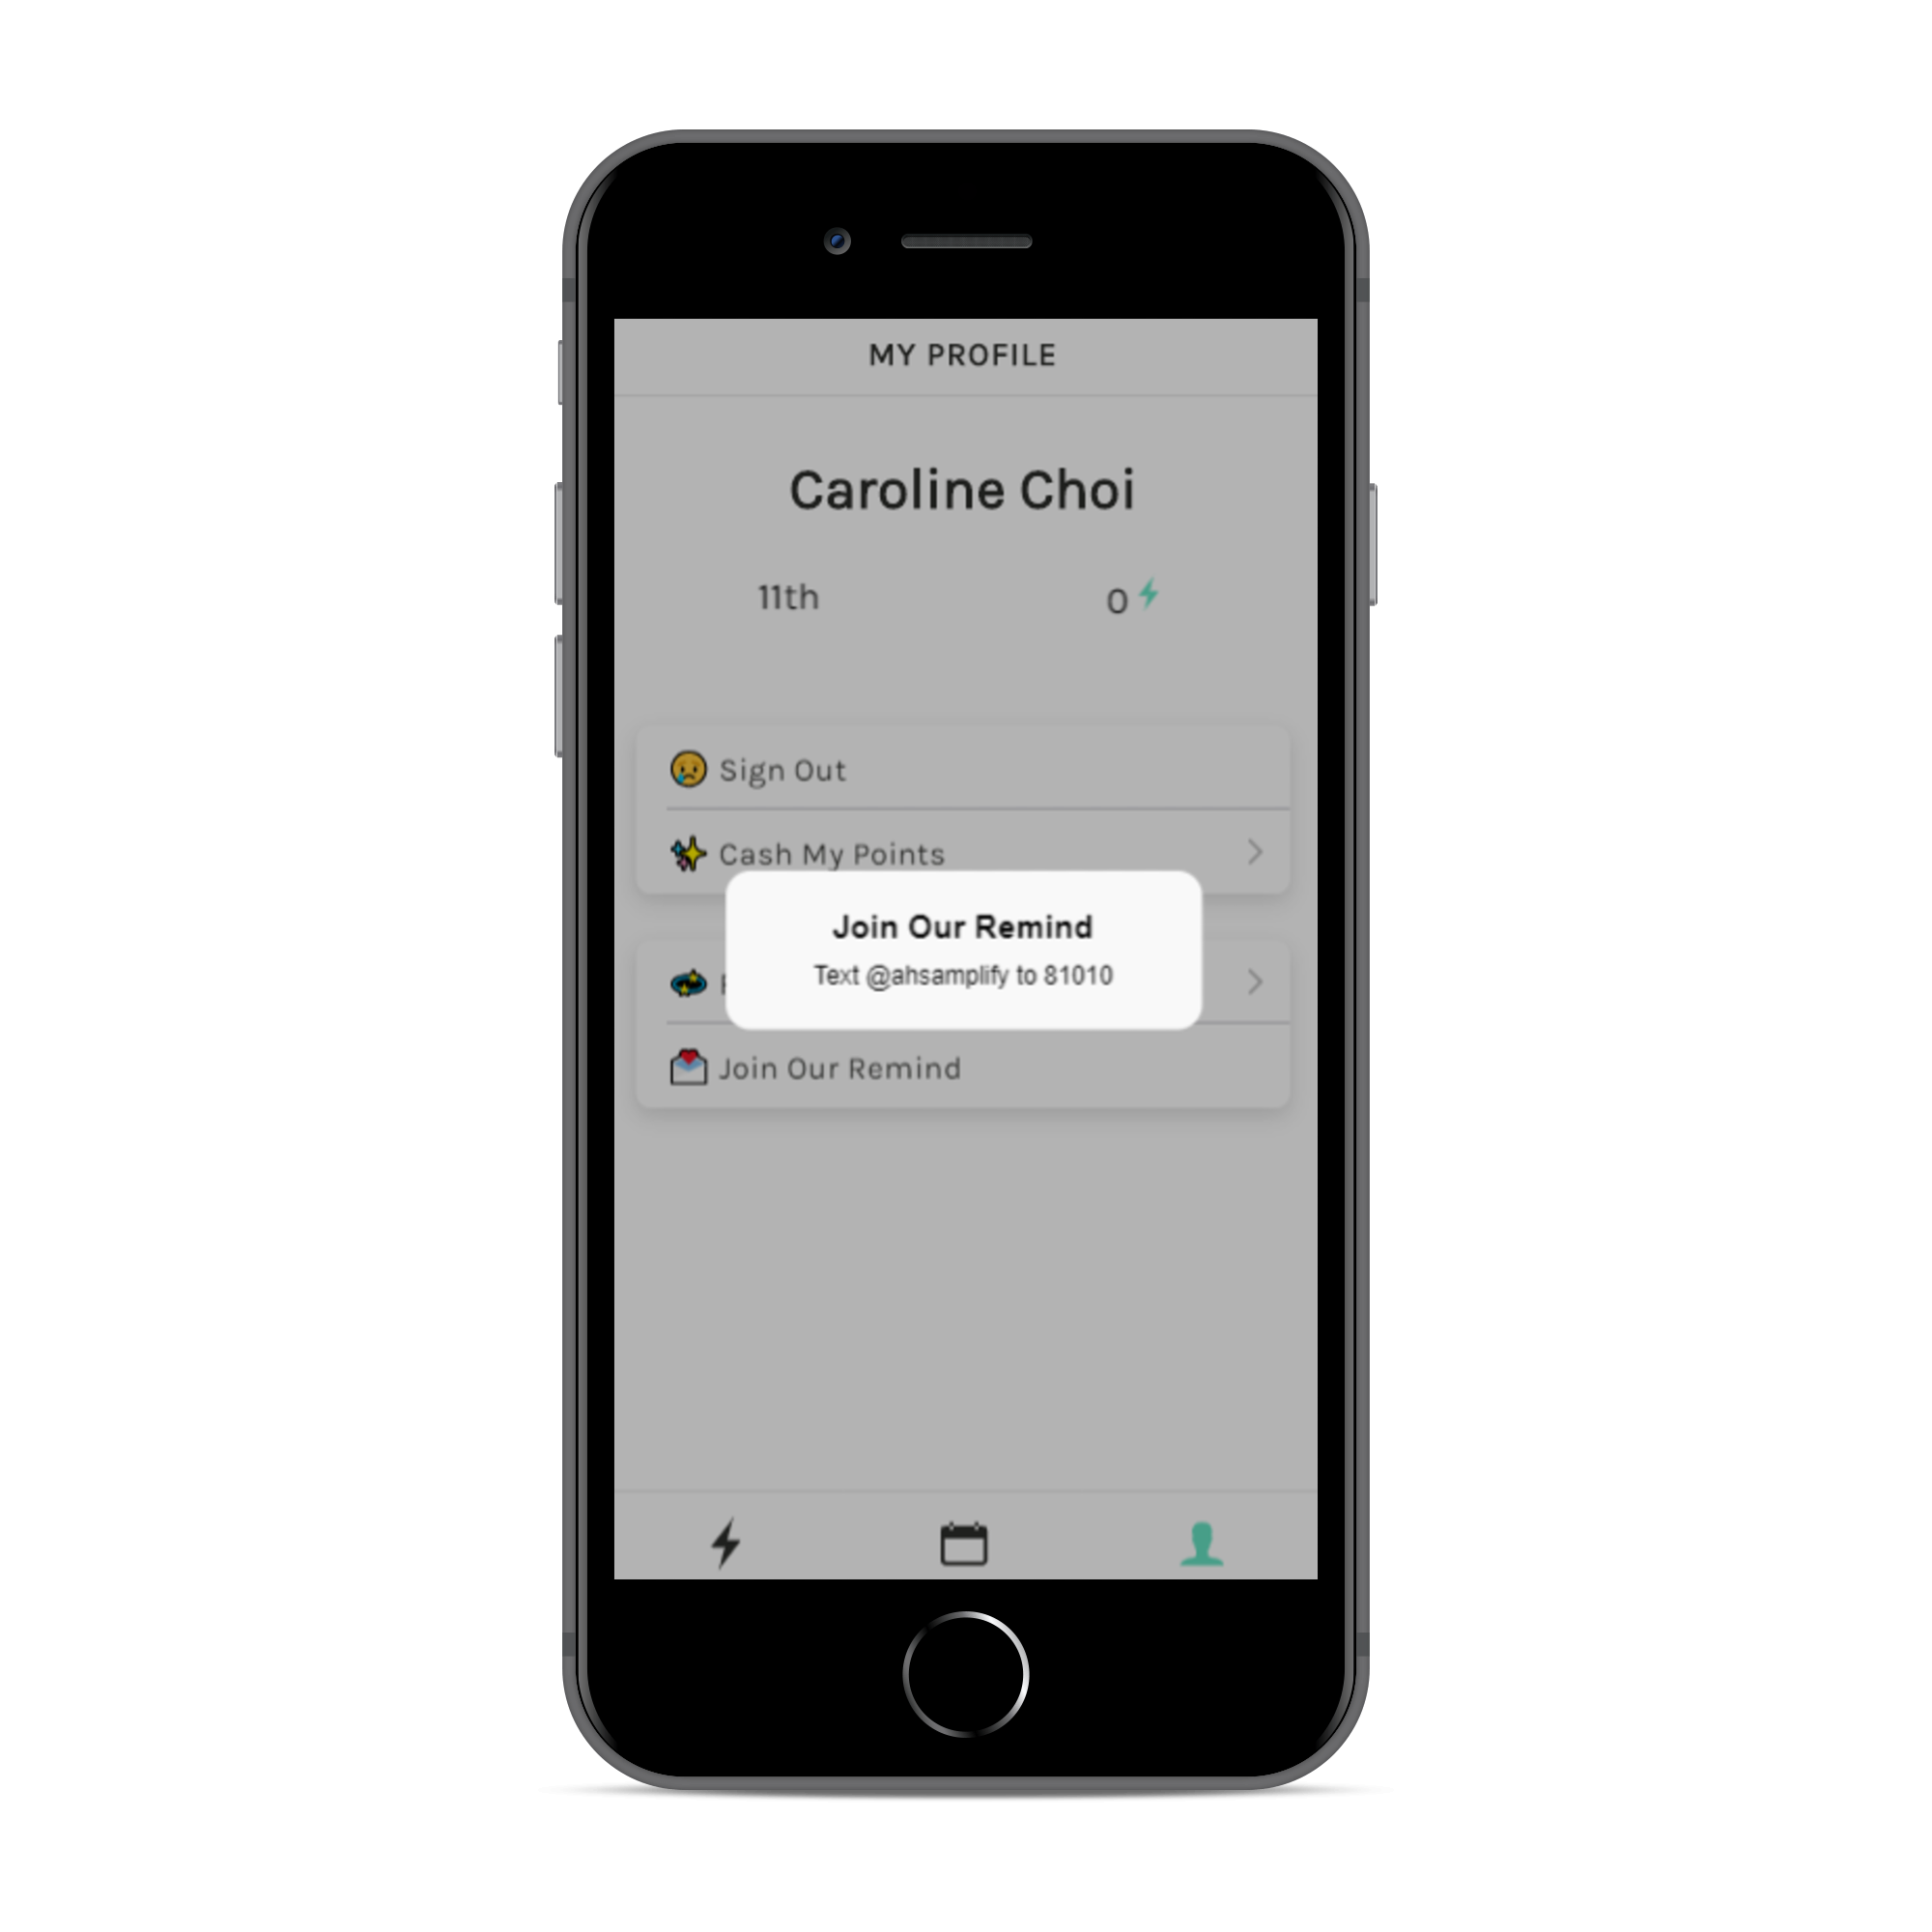 MY PROFILE
Caroline Choi
11th
0
Sign Out
Cash My Points
Join Our Remind
Text @ahsamplify to 81010
Join Our Remind